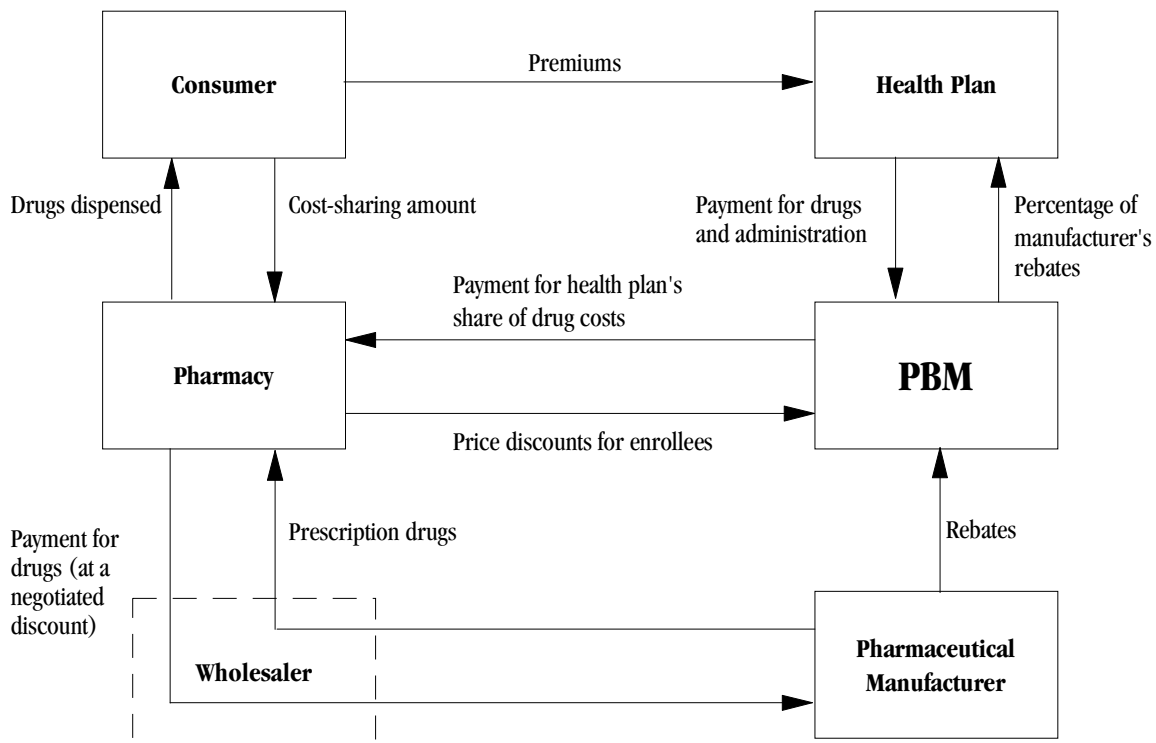 Premiums
Consumer
Health Plan
Drugs dispensed
Cost-sharing amount
Payment for drugs
and administration
Percentage of
manufacturer's
rebates
Payment for health plan's
share of drug costs
Pharmacy
PBM
Price discounts for enrollees
Payment for
drugs (at a
negotiated
discount)
Prescription drugs
Rebates
Wholesaler
Pharmaceutical
Manufacturer